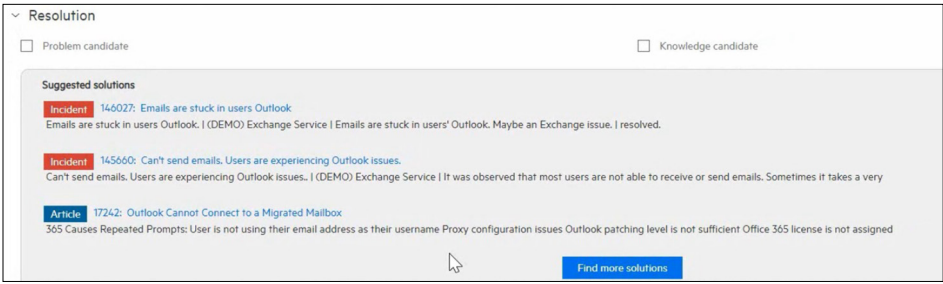 Resolution
Problem candidate Knowledge candidate
Suggested solutions
Incident 146027: Emails are stuck in users Outlook
Emails are stuck in users Outlook. | (DEMO) Exchange Service | Emails are stuck in users' Outlook. Maybe an Exchange issue. | resolved.
Incident 145660: Can't send emails. Users are experiencing Outlook issues.
Can't send emails. Users are experiencing Outlook issues.. | (DEMO) Exchange Service | It was observed that most users are not able to receive or send emails. Sometimes it takes a very
Article 17242: Outlook Cannot Connect to a Migrated Mailbox
365 Causes Repeated Prompts: User is not using their email address as their username Proxy configuration issues Outlook patching level is not sufficient Office 365 license is not assigned
Find more solutions